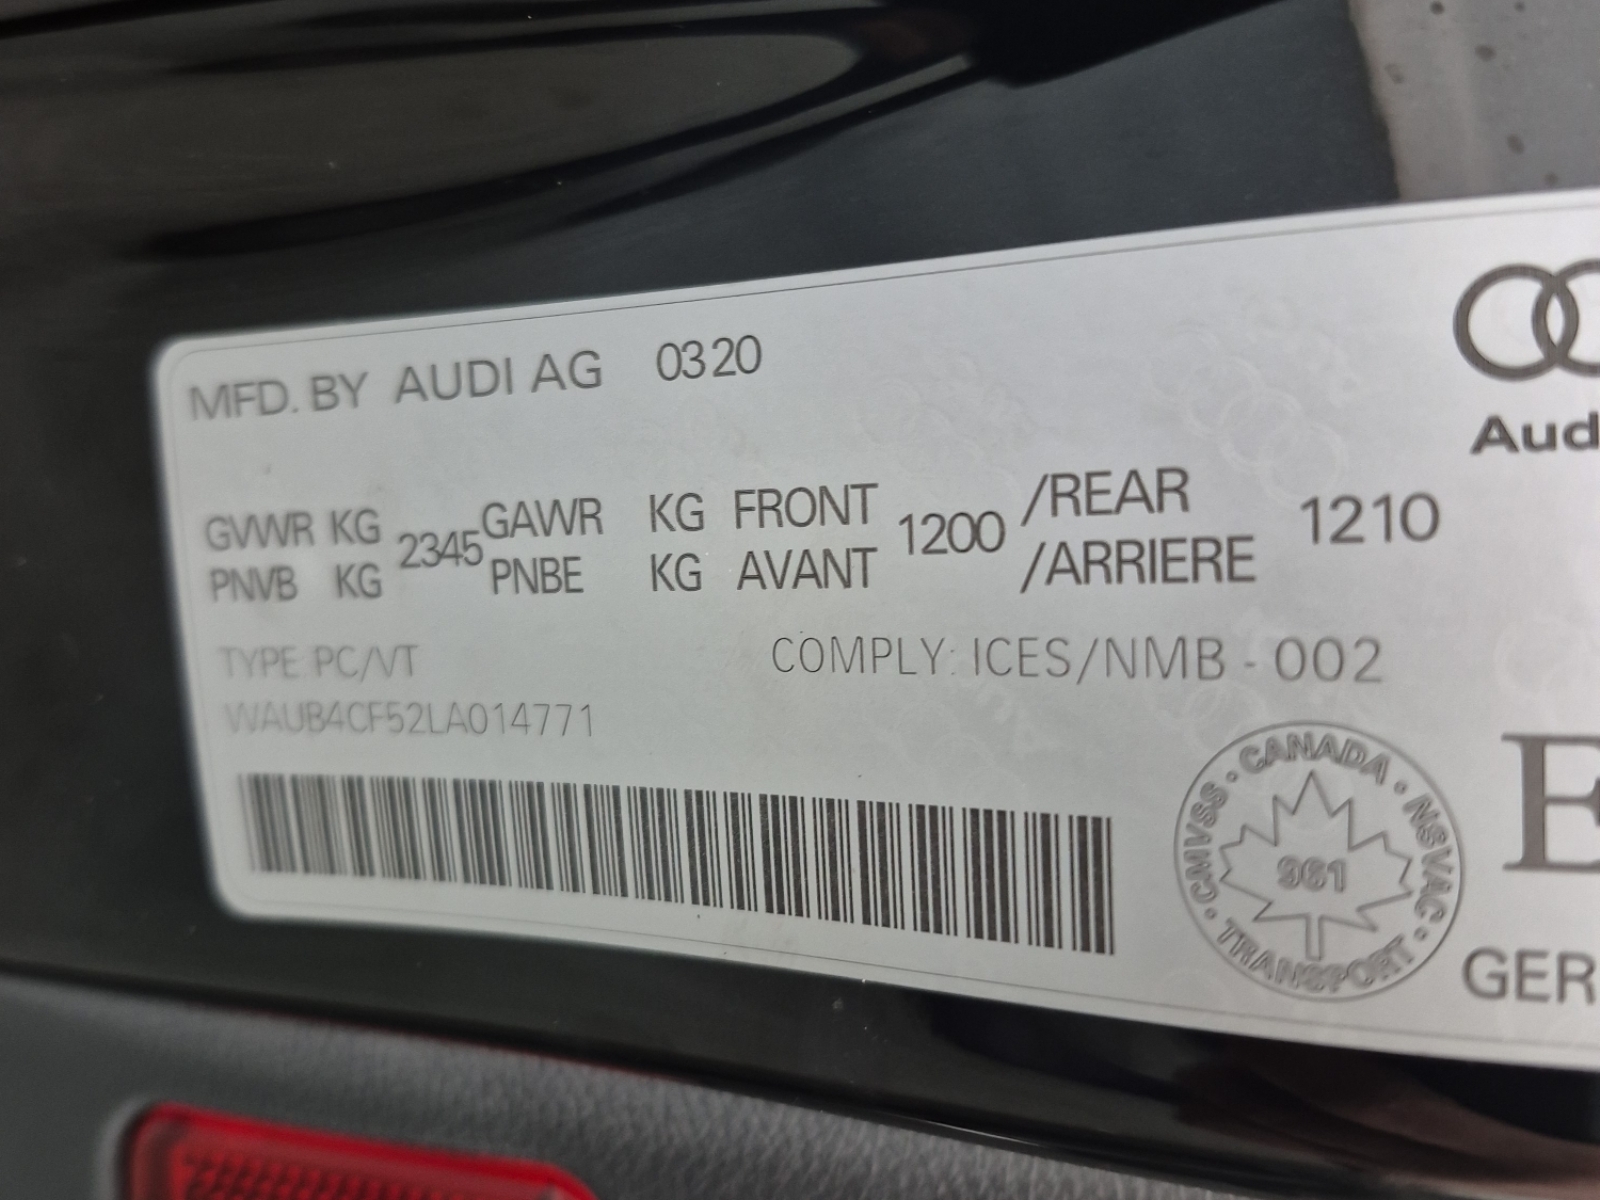 MFD. BY AUDI AG 0320
Aud
GVWR KG 2345 GAWR KG FRONT 1200 /REAR 1210
PNVB KG PNBE KG AVANT /ARRIERE
TYPE: PC/VT COMPLY: ICES/NMB - 002
WAUB4CF52LA014771
CANADA · NSVAC · TRANSPORT · CMVSS ·
961
E
GER